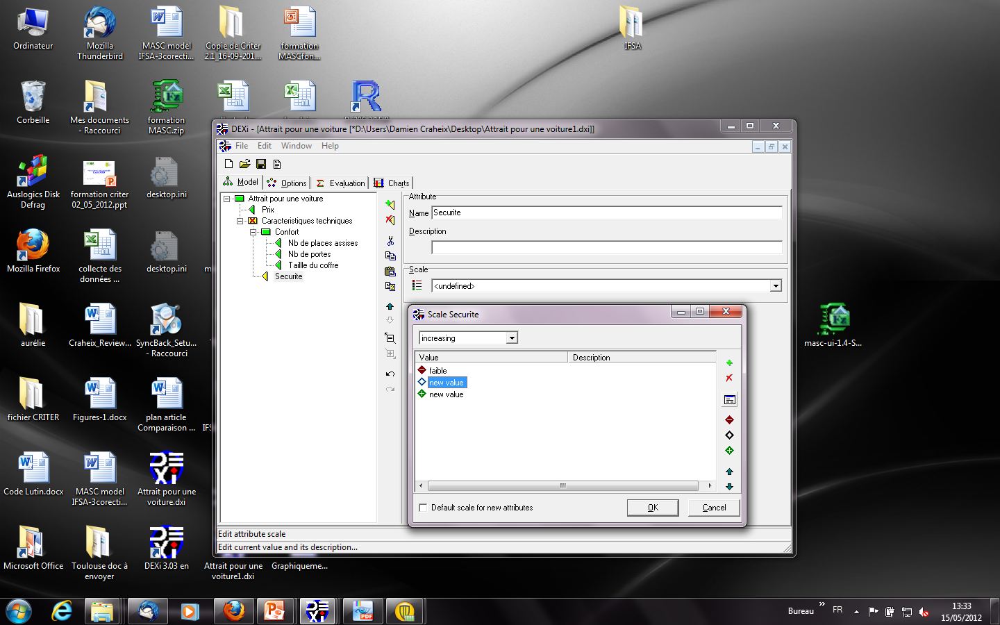 Ordinateur
Mozilla
Thunderbird
MASC model
IFSA-3corecti...
Copie de Criter
2.1_16-09-201...
formation
MASCfon...
IFSA
Corbeille
Mes documents
- Raccourci
formation
MASC.zip
DEXi - [Attrait pour une voiture [*D:\Users\Damien Craheix\Desktop\Attrait pour une voiture1.dxi]]
File Edit Window Help
Model Options Evaluation Charts
Attrait pour une voiture
Prix
Caracteristiques techniques
Confort
Nb de places assises
Nb de portes
Taille du coffre
Securite
Attribute
Name Securite
Description
Scale
<undefined>
Scale Securite
increasing
Value Description
faible
new value
new value
Default scale for new attributes
OK Cancel
Edit attribute scale
Edit current value and its description...
Auslogics Disk
Defrag
formation criter
02_05_2012.ppt
desktop.ini
Mozilla Firefox
collecte des
données ...
desktop.ini
aurélie
Craheix_Review...
SyncBack_Setu...
- Raccourci
masc-ui-1.4-S...
fichier CRITER
Figures-1.docx
plan article
Comparaison ...
Code Lutin.docx
MASC model
IFSA-3corecti...
Attrait pour une
voiture.dxi
Microsoft Office
Toulouse doc à
envoyer
DEXi 3.03 en
Attrait pour une
voiture1.dxi
Graphiqueme...
Bureau » FR
13:33
15/05/2012